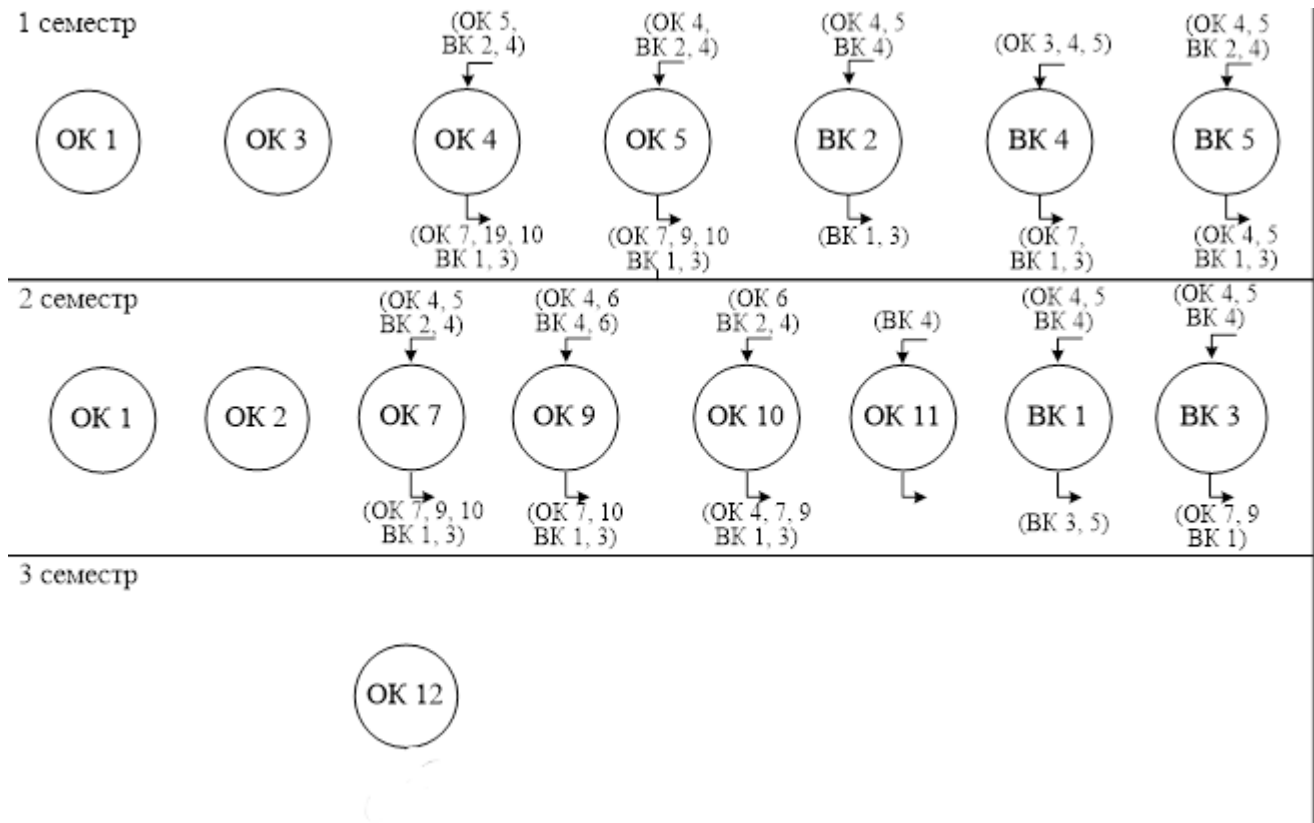 1 семестр
(ОК 5,
ВК 2, 4)
(ОК 4,
ВК 2, 4)
(ОК 4, 5
ВК 4)
(ОК 3, 4, 5)
(ОК 4, 5
ВК 2, 4)
ОК 1
ОК 3
ОК 4
ОК 5
ВК 2
ВК 4
ВК 5
(ОК 7, 19, 10
ВК 1, 3)
(ОК 7, 9, 10
ВК 1, 3)
(ВК 1, 3)
(ОК 7,
ВК 1, 3)
(ОК 4, 5
ВК 1, 3)
2 семестр
(ОК 4, 5
ВК 2, 4)
(ОК 4, 6
ВК 4, 6)
(ОК 6
ВК 2, 4)
(ВК 4)
(ОК 4, 5
ВК 4)
(ОК 4, 5
ВК 4)
ОК 1
ОК 2
ОК 7
ОК 9
ОК 10
ОК 11
ВК 1
ВК 3
(ОК 7, 9, 10
ВК 1, 3)
(ОК 7, 10
ВК 1, 3)
(ОК 4, 7, 9
ВК 1, 3)
(ВК 3, 5)
(ОК 7, 9
ВК 1)
3 семестр
ОК 12